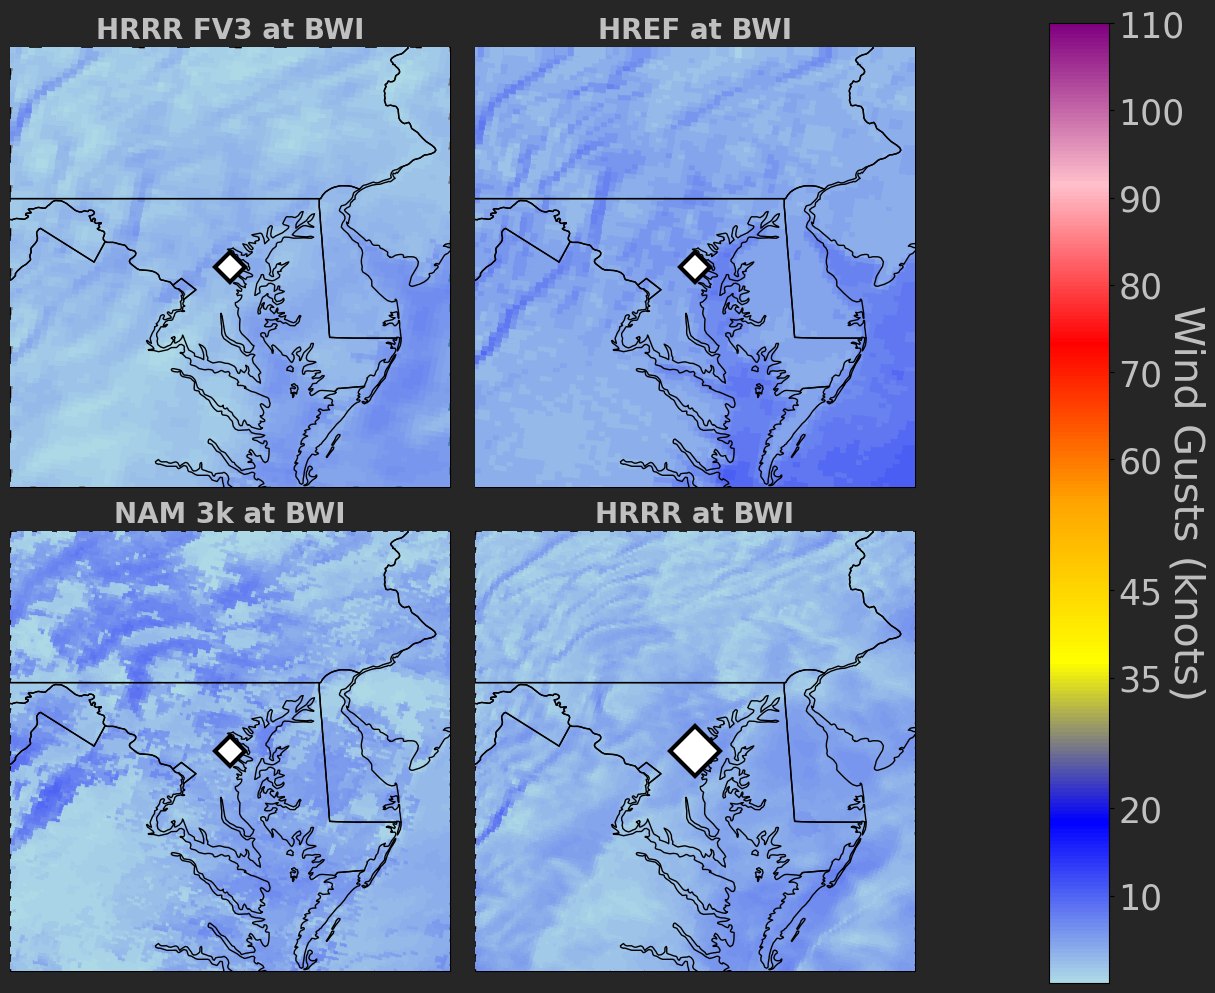 HRRR FV3 at BWI
HREF at BWI
NAM 3k at BWI
HRRR at BWI
110
100
90
80
70
60
45
35
20
10
Wind Gusts (knots)